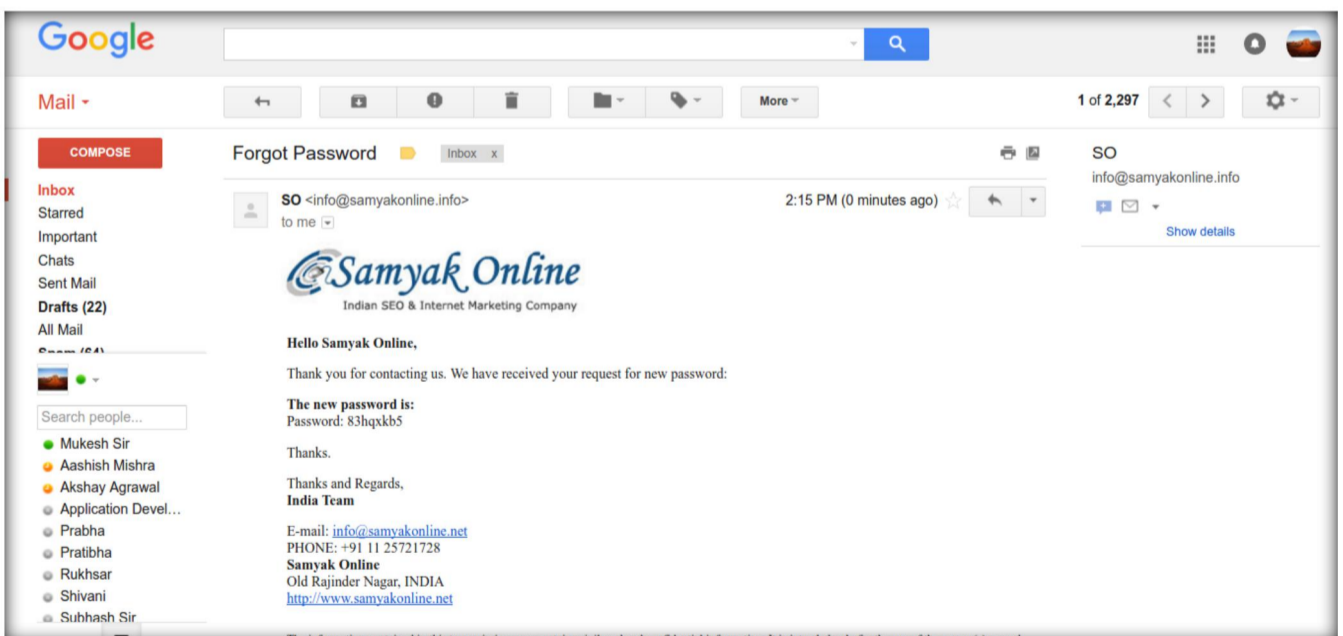 Google
Mail
More
1 of 2,297
COMPOSE
Forgot Password
Inbox x
SO
info@samyakonline.info
Show details
Inbox
Starred
Important
Chats
Sent Mail
Drafts (22)
All Mail
Spam (64)
Search people...
Mukesh Sir
Aashish Mishra
Akshay Agrawal
Application Devel...
Prabha
Pratibha
Rukhsar
Shivani
Subhash Sir
SO <info@samyakonline.info>
2:15 PM (0 minutes ago)
to me
Samyak Online
Indian SEO & Internet Marketing Company
Hello Samyak Online,
Thank you for contacting us. We have received your request for new password:
The new password is:
Password: 83hqxkb5
Thanks.
Thanks and Regards,
India Team
E-mail: info@samyakonline.net
PHONE: +91 11 25721728
Samyak Online
Old Rajinder Nagar, INDIA
http://www.samyakonline.net